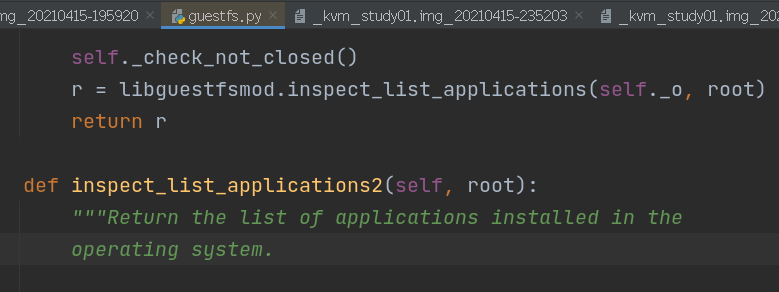 mg_20210415-195920 × guestfs.py × _kvm_study01.img_20210415-235203 × _kvm_study01.img_202
self._check_not_closed()
r = libguestfsmod.inspect_list_applications(self._o, root)
return r
def inspect_list_applications2(self, root):
"""Return the list of applications installed in the
operating system.